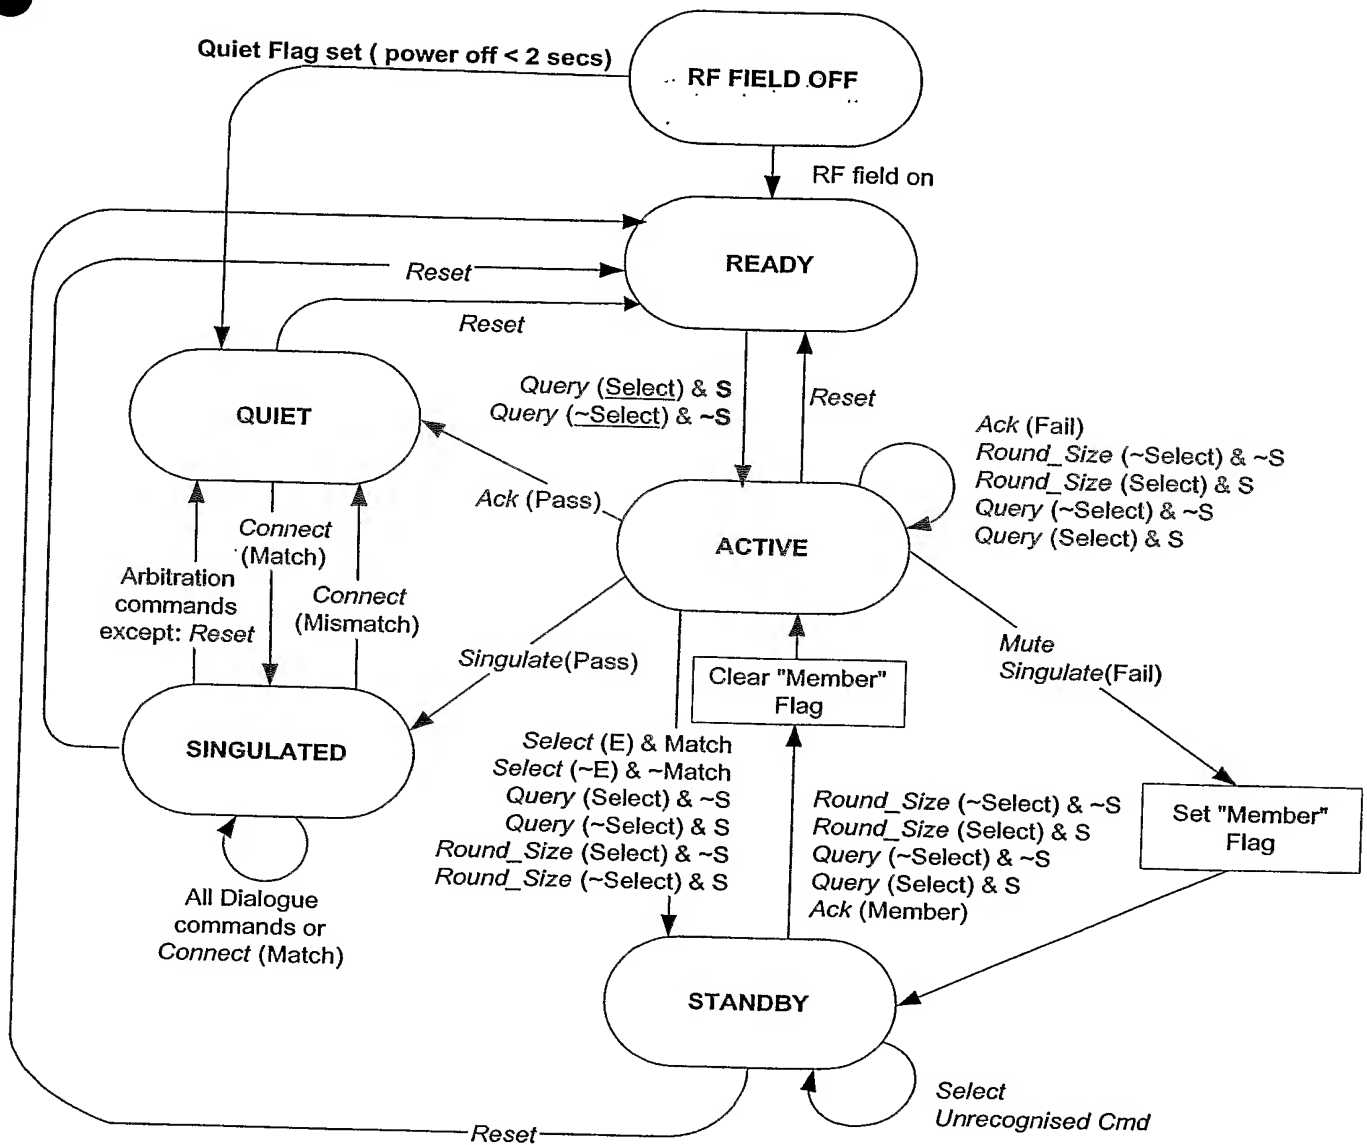 Quiet Flag set ( power off < 2 secs)
RF FIELD OFF
RF field on
READY
Reset
Reset
Query (Select) & S
Query (~Select) & ~S
Reset
QUIET
Ack (Pass)
ACTIVE
Ack (Fail)
Round_Size (~Select) & ~S
Round_Size (Select) & S
Query (~Select) & ~S
Query (Select) & S
Connect
(Match)
Arbitration
commands
except: Reset
Connect
(Mismatch)
Singulate(Pass)
Clear "Member"
Flag
Mute
Singulate(Fail)
SINGULATED
Select (E) & Match
Select (~E) & ~Match
Query (Select) & ~S
Query (~Select) & S
Round_Size (Select) & ~S
Round_Size (~Select) & S
Round_Size (~Select) & ~S
Round_Size (Select) & S
Query (~Select) & ~S
Query (Select) & S
Ack (Member)
Set "Member"
Flag
All Dialogue
commands or
Connect (Match)
STANDBY
Select
Unrecognised Cmd
Reset